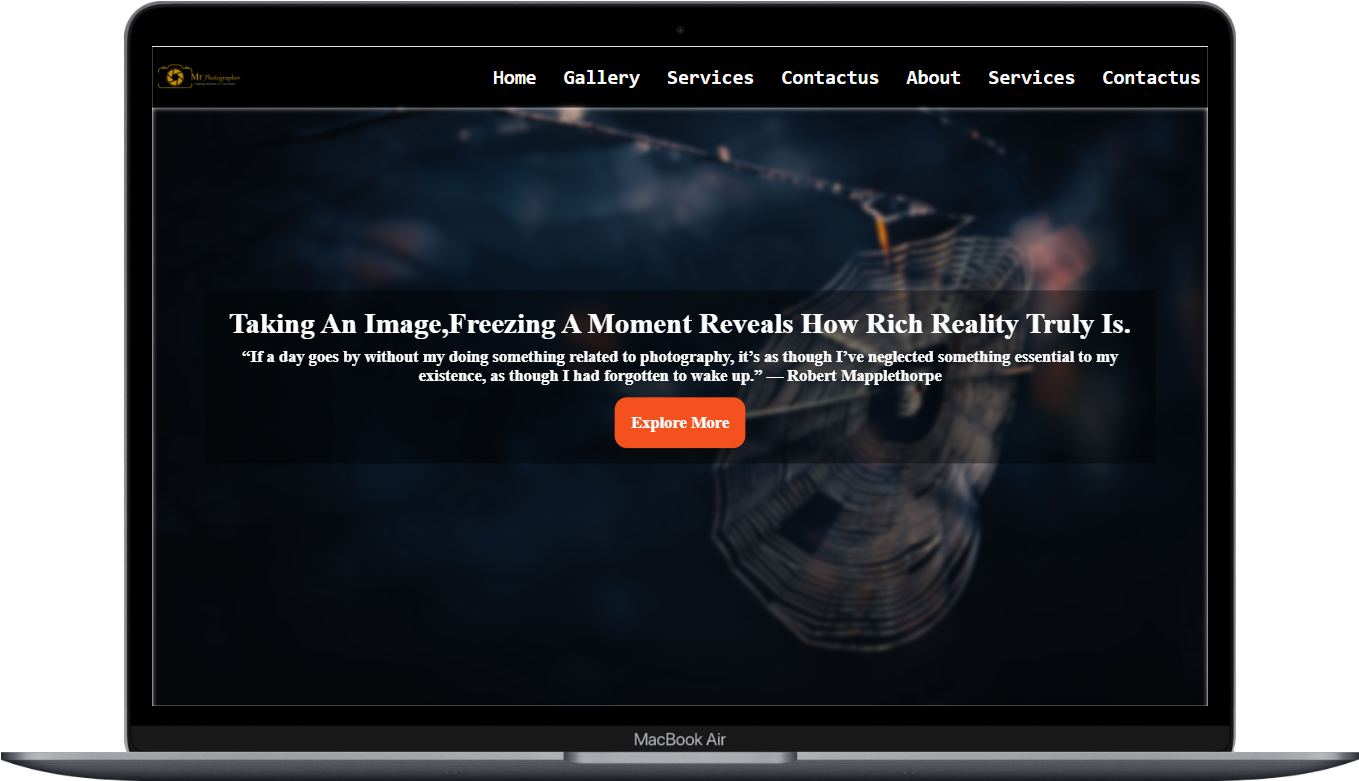 Mr Photographer
Home Gallery Services Contactus About Services Contactus
Taking An Image,Freezing A Moment Reveals How Rich Reality Truly Is.
“If a day goes by without my doing something related to photography, it’s as though I’ve neglected something essential to my
existence, as though I had forgotten to wake up.” — Robert Mapplethorpe
Explore More
MacBook Air